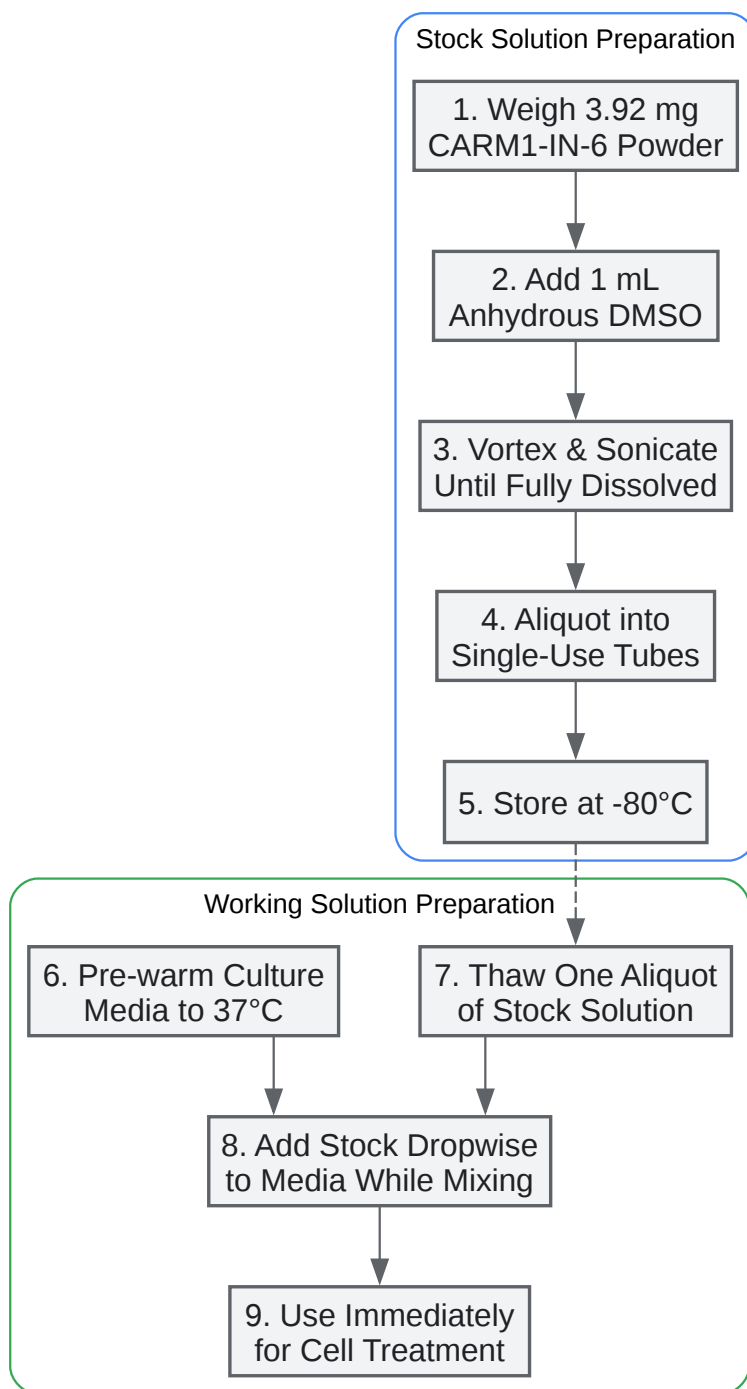 Stock Solution Preparation
1. Weigh 3.92 mg
CARM1-IN-6 Powder
2. Add 1 mL
Anhydrous DMSO
3. Vortex & Sonicate
Until Fully Dissolved
4. Aliquot into
Single-Use Tubes
5. Store at -80°C
Working Solution Preparation
6. Pre-warm Culture
Media to 37°C
7. Thaw One Aliquot
of Stock Solution
8. Add Stock Dropwise
to Media While Mixing
9. Use Immediately
for Cell Treatment